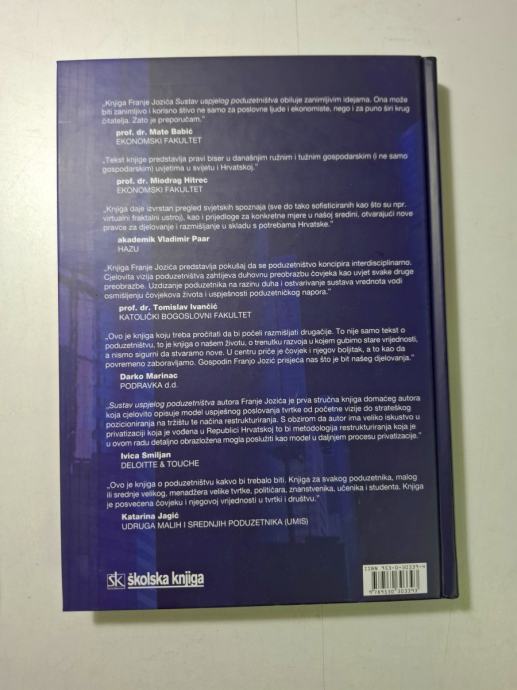 „Knjiga Franje Jozića Sustav uspjelog poduzetništva obiluje zanimljivim idejama. Ona može
biti zanimljivo i korisno štivo ne samo za poslovne ljude i ekonomiste, nego i za puno širi krug
čitatelja. Zato je preporučam.”
prof. dr. Mate Babić
EKONOMSKI FAKULTET
„Tekst knjige predstavlja pravi biser u današnjim ružnim i tužnim gospodarskim (i ne samo
gospodarskim) uvjetima u svijetu i Hrvatskoj.”
prof. dr. Miodrag Hitrec
EKONOMSKI FAKULTET
„Knjiga daje izvrstan pregled svjetskih spoznaja (sve do tako sofisticiranih kao što su npr.
virtualni fraktalni ustroj), kao i prijedloge za konkretne mjere u našoj sredini, otvarajući nove
pravce za djelovanje i razmišljanje u skladu s potrebama Hrvatske.”
akademik Vladimir Paar
HAZU
„Knjiga Franje Jozića predstavlja pokušaj da se poduzetništvo koncipira interdisciplinarno.
Cjelovita vizija poduzetništva zahtijeva duhovnu preobrazbu čovjeka kao uvjet svake druge
preobrazbe. Uzdizanje poduzetnika na razinu duha i ostvarivanje sustava vrednota vodi
osmišljenju čovjekova života i uspješnosti poduzetničkog napora.”
prof. dr. Tomislav Ivančić
KATOLIČKI BOGOSLOVNI FAKULTET
„Ovo je knjiga koju treba pročitati da bi počeli razmišljati drugačije. To nije samo tekst o
poduzetništvu, to je knjiga o našem životu, o trenutku razvoja u kojem gubimo stare vrijednosti,
a nismo sigurni da stvaramo nove. U centru priče je čovjek i njegov boljitak, a to kao da
povremeno zaboravljamo. Gospodin Franjo Jozić prisjeća nas što je bit našeg djelovanja.”
Darko Marinac
PODRAVKA d.d.
„Sustav uspjelog poduzetništva autora Franje Jozića je prva stručna knjiga domaćeg autora
koja cjelovito opisuje model uspješnog poslovanja tvrtke od početne vizije do strateškog
pozicioniranja na tržištu te načina restrukturiranja. S obzirom da autor ima veliko iskustvo u
privatizaciji koja je vođena u Republici Hrvatskoj to bi metodologija restrukturiranja koja je
u ovom radu detaljno obrazložena mogla poslužiti kao model u daljnjem procesu privatizacije.”
Ivica Smiljan
DELOITTE & TOUCHE
„Ovo je knjiga o poduzetništvu kakvo bi trebalo biti. Knjiga za svakog poduzetnika, malog
ili srednje velikog, menadžera velike tvrtke, političara, znanstvenika, učenika i studenta. Knjiga
je posvećena čovjeku i njegovoj vrijednosti u tvrtki i društvu.”
Katarina Jagić
UDRUGA MALIH I SREDNJIH PODUZETNIKA (UMIS)
šk školska knjiga
ISBN 953-0-30339-4
9 789530 303393